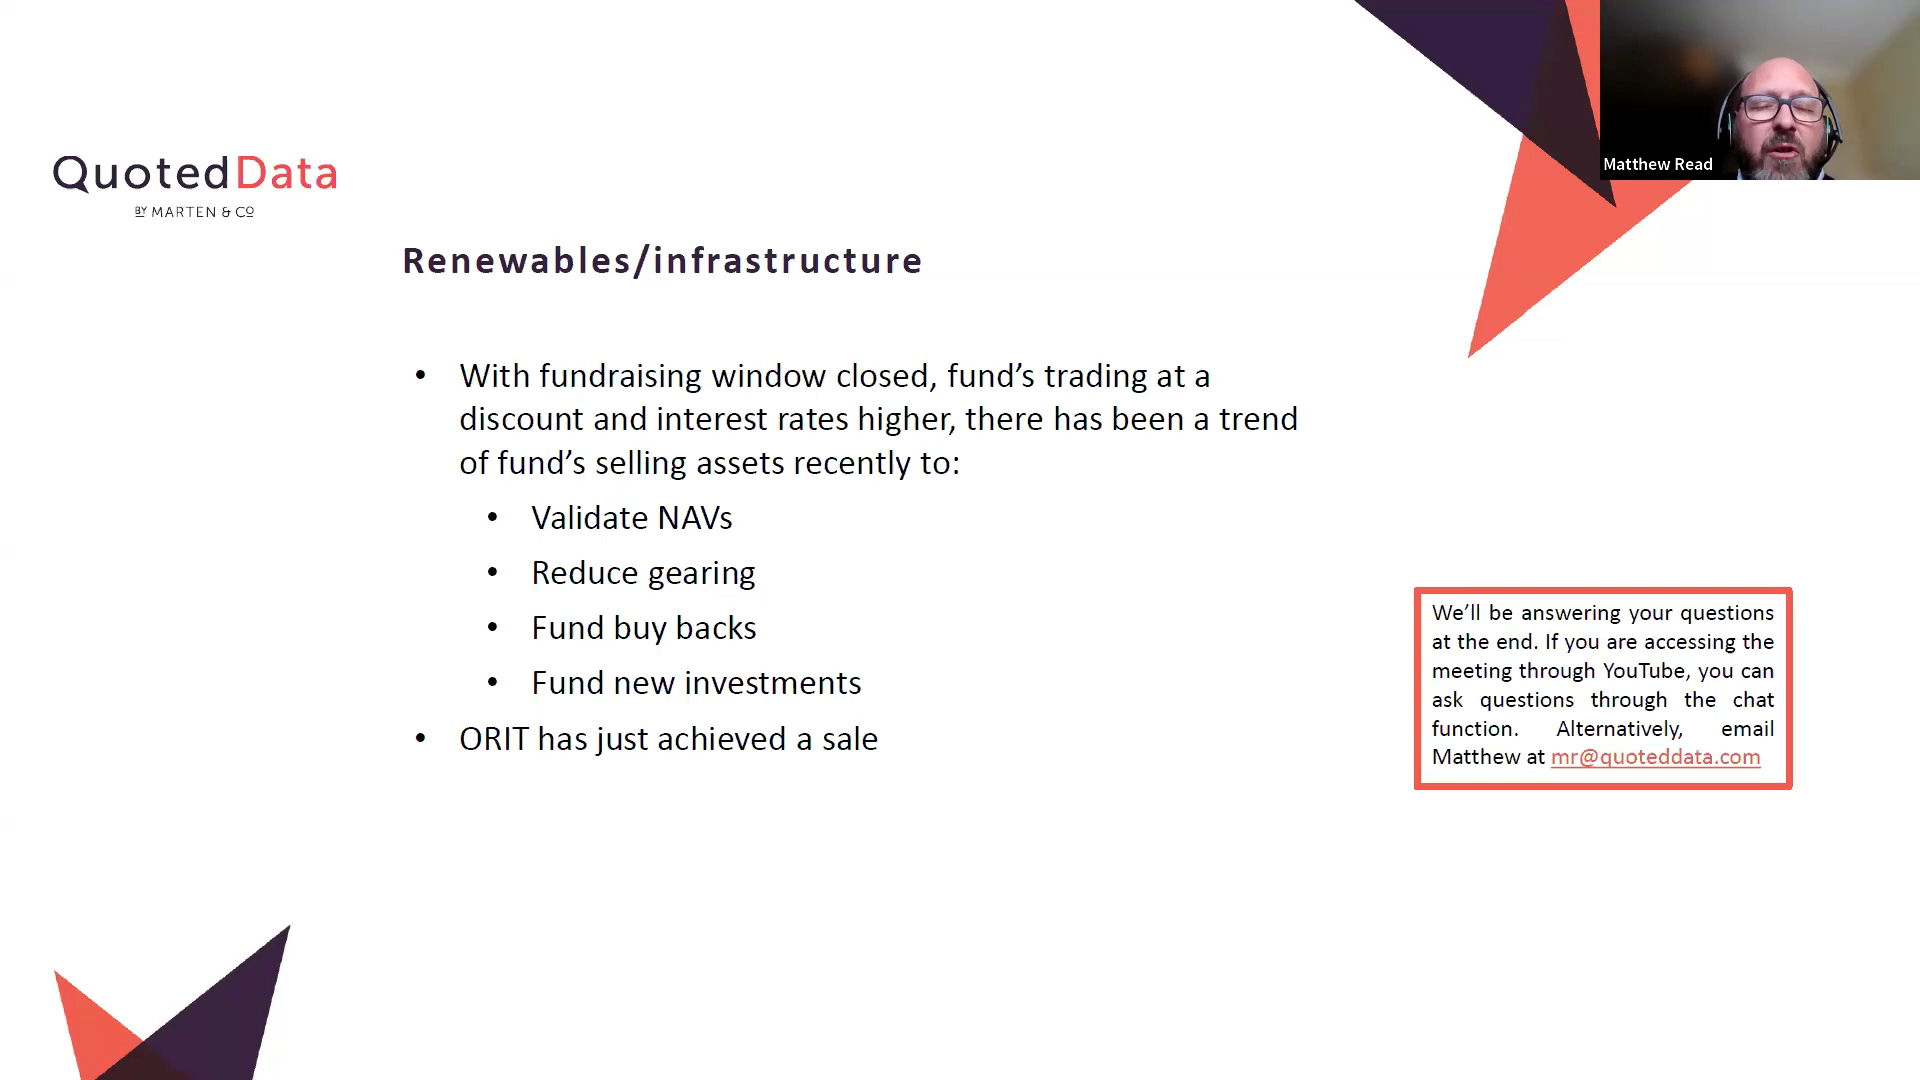 Matthew Read
QuotedData
BY MARTEN & CO
Renewables/infrastructure
• With fundraising window closed, fund’s trading at a
discount and interest rates higher, there has been a trend
of fund’s selling assets recently to:
• Validate NAVs
• Reduce gearing
• Fund buy backs
• Fund new investments
• ORIT has just achieved a sale
We’ll be answering your questions
at the end. If you are accessing the
meeting through YouTube, you can
ask questions through the chat
function. Alternatively, email
Matthew at mr@quoteddata.com